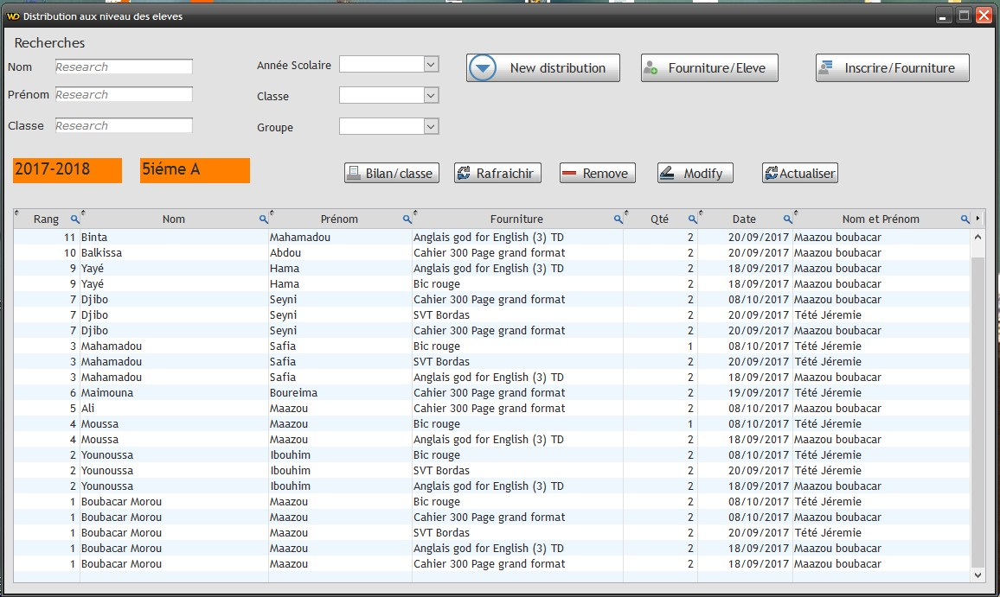 WD Distribution aux niveau des eleves
Recherches
Nom Research Année Scolaire New distribution Fourniture/Eleve Inscrire/Fourniture
Prénom Research Classe
Classe Research Groupe
2017-2018 5iéme A Bilan/classe Rafraichir Remove Modify Actualiser
Rang Nom Prénom Fourniture Qté Date Nom et Prénom
11 Binta Mahamadou Anglais god for English (3) TD 2 20/09/2017 Maazou boubacar
10 Balkissa Abdou Cahier 300 Page grand format 2 20/09/2017 Maazou boubacar
9 Yayé Hama Anglais god for English (3) TD 2 18/09/2017 Maazou boubacar
9 Yayé Hama Bic rouge 2 18/09/2017 Maazou boubacar
7 Djibo Seyni Cahier 300 Page grand format 2 08/10/2017 Maazou boubacar
7 Djibo Seyni SVT Bordas 2 20/09/2017 Tété Jéremie
7 Djibo Seyni Cahier 300 Page grand format 2 20/09/2017 Maazou boubacar
3 Mahamadou Safia Bic rouge 1 08/10/2017 Tété Jéremie
3 Mahamadou Safia SVT Bordas 2 20/09/2017 Tété Jéremie
3 Mahamadou Safia Anglais god for English (3) TD 2 18/09/2017 Maazou boubacar
6 Maimouna Boureima Cahier 300 Page grand format 2 19/09/2017 Tété Jéremie
5 Ali Maazou Cahier 300 Page grand format 2 08/10/2017 Maazou boubacar
4 Moussa Maazou Bic rouge 1 08/10/2017 Tété Jéremie
4 Moussa Maazou Anglais god for English (3) TD 2 18/09/2017 Maazou boubacar
2 Younoussa Ibouhim Bic rouge 2 08/10/2017 Tété Jéremie
2 Younoussa Ibouhim SVT Bordas 2 20/09/2017 Tété Jéremie
2 Younoussa Ibouhim Anglais god for English (3) TD 2 18/09/2017 Maazou boubacar
1 Boubacar Morou Maazou Bic rouge 2 08/10/2017 Tété Jéremie
1 Boubacar Morou Maazou Cahier 300 Page grand format 2 08/10/2017 Maazou boubacar
1 Boubacar Morou Maazou SVT Bordas 2 20/09/2017 Tété Jéremie
1 Boubacar Morou Maazou Anglais god for English (3) TD 2 18/09/2017 Maazou boubacar
1 Boubacar Morou Maazou Cahier 300 Page grand format 2 18/09/2017 Maazou boubacar